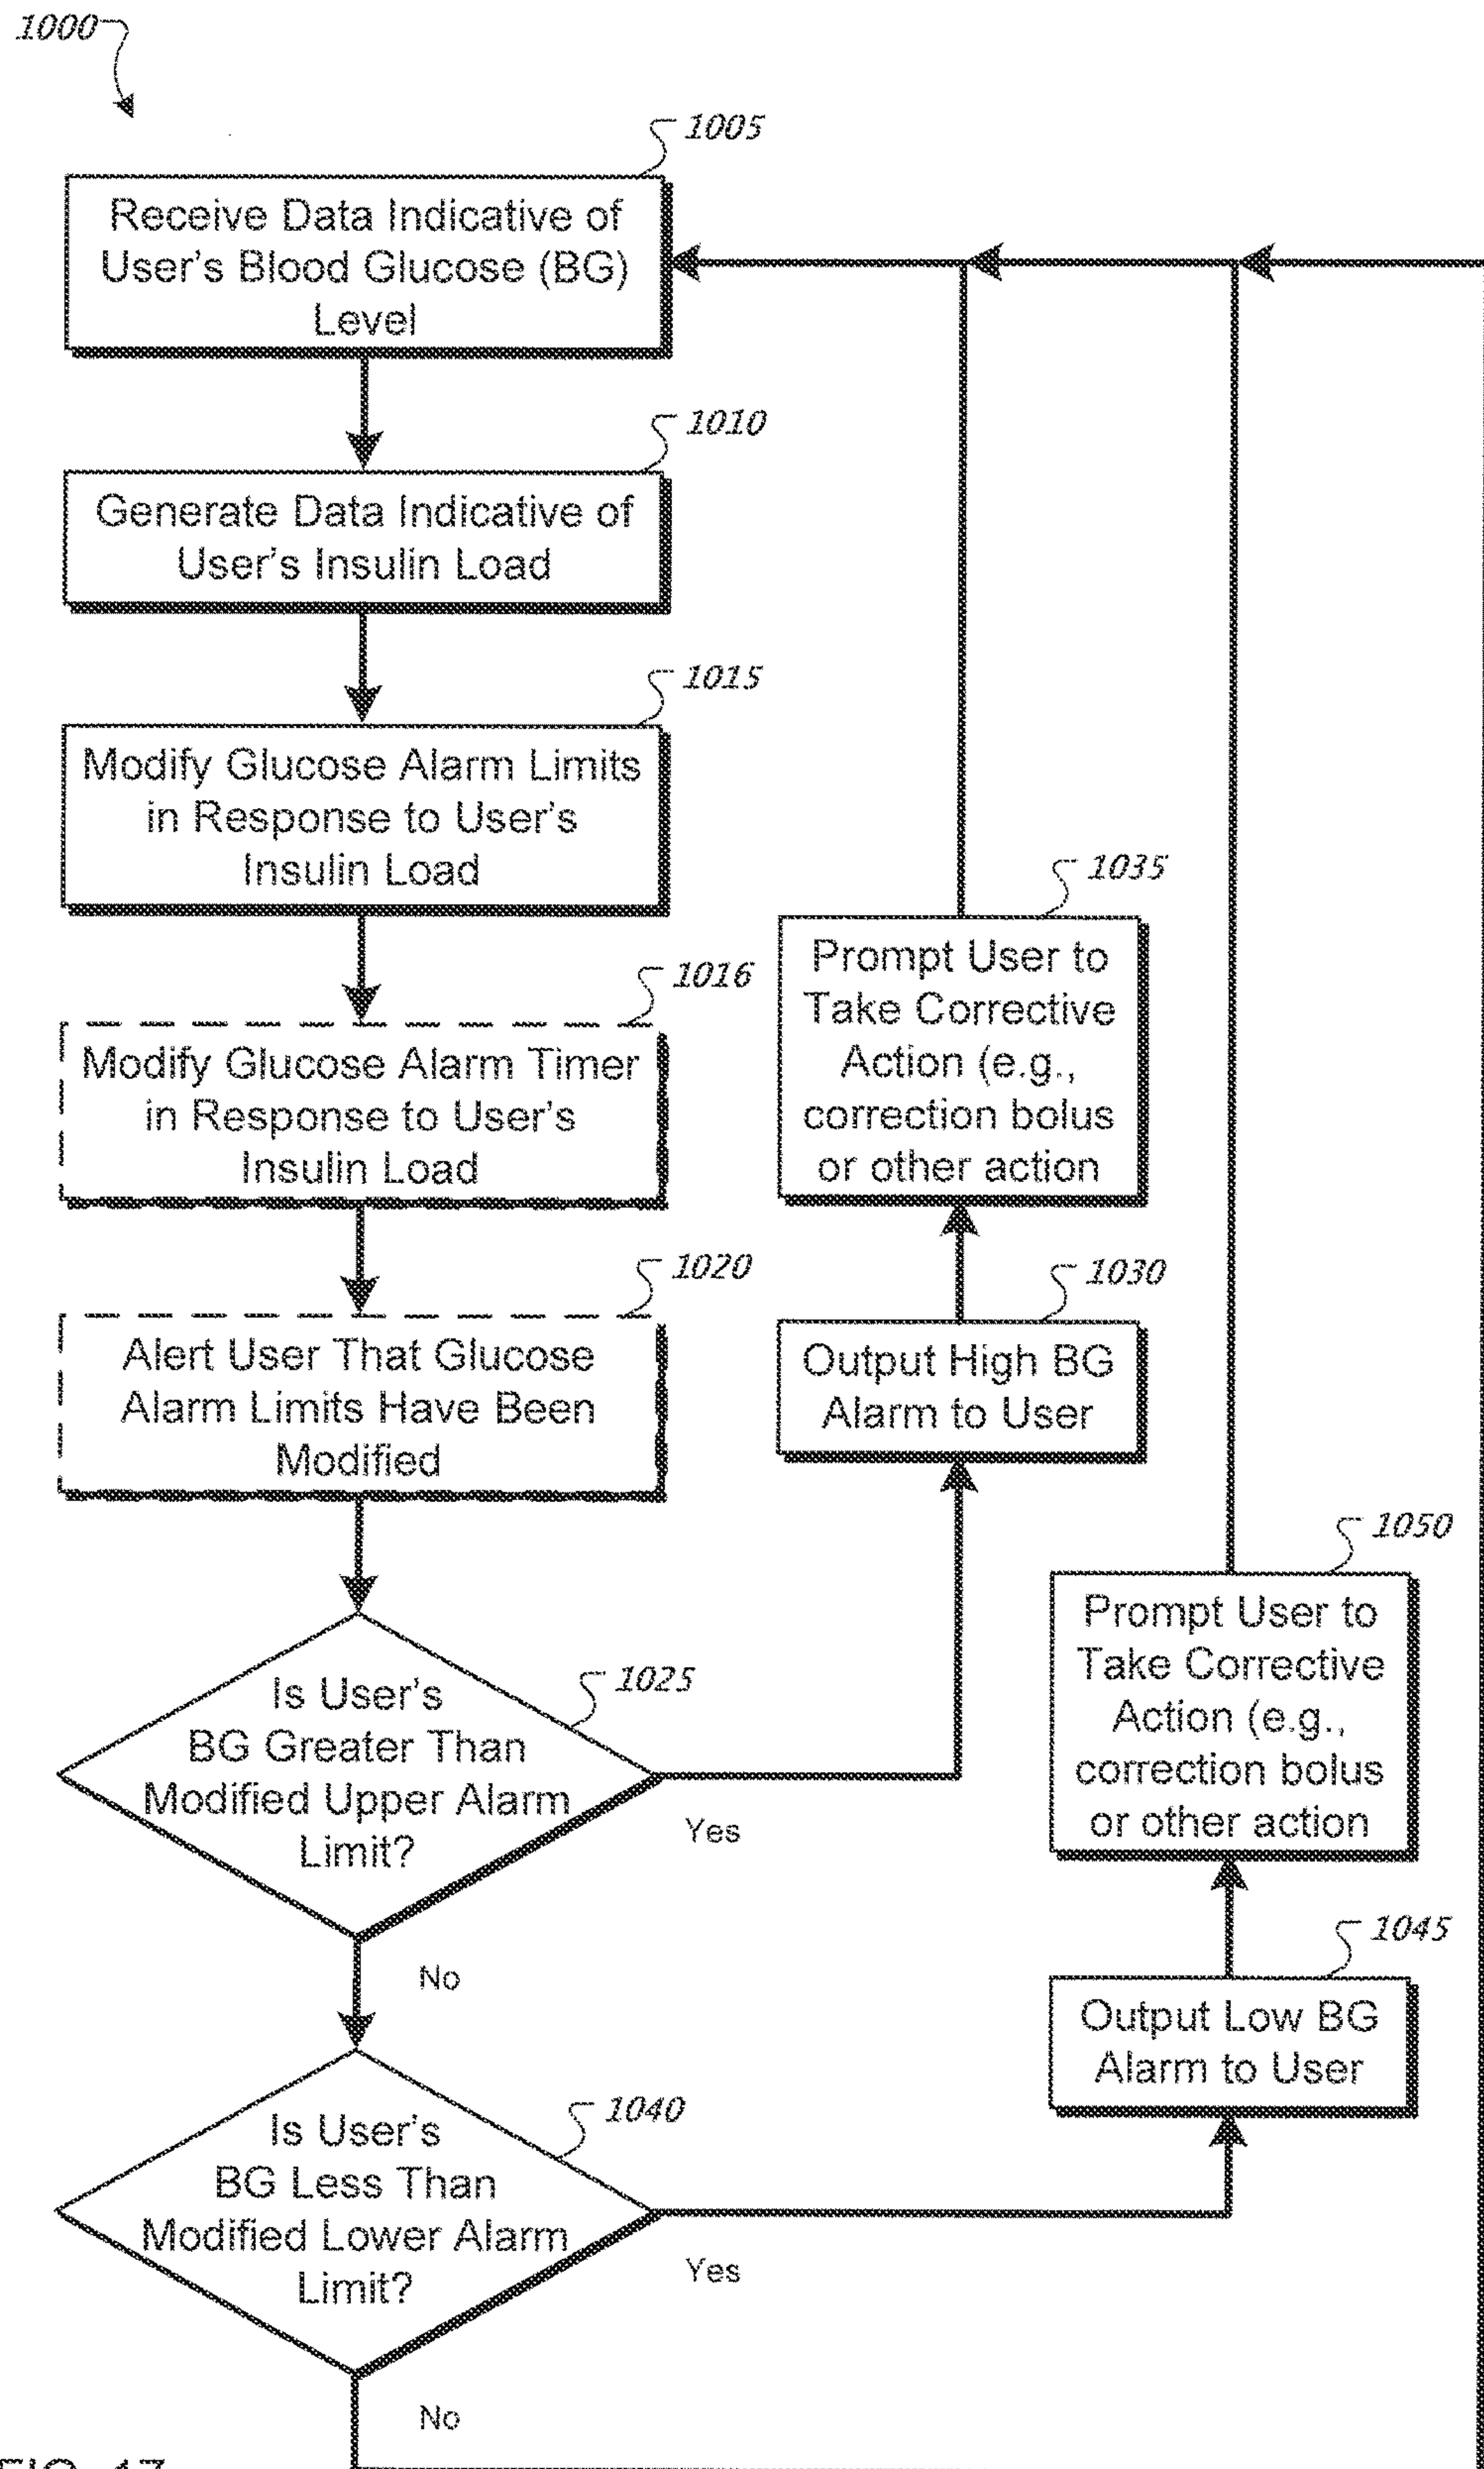 1000
1005
Receive Data Indicative of
User's Blood Glucose (BG)
Level
1010
Generate Data Indicative of
User's Insulin Load
1015
Modify Glucose Alarm Limits
in Response to User's
Insulin Load
1016
Modify Glucose Alarm Timer
in Response to User's
Insulin Load
1020
Alert User That Glucose
Alarm Limits Have Been
Modified
1025
Is User's
BG Greater Than
Modified Upper Alarm
Limit?
Yes
No
1030
Output High BG
Alarm to User
1035
Prompt User to
Take Corrective
Action (e.g.,
correction bolus
or other action
1040
Is User's
BG Less Than
Modified Lower Alarm
Limit?
Yes
No
1045
Output Low BG
Alarm to User
1050
Prompt User to
Take Corrective
Action (e.g.,
correction bolus
or other action